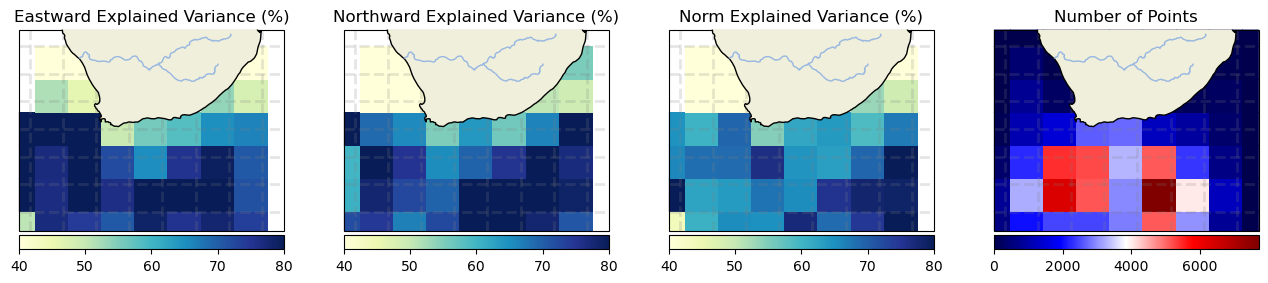 Eastward Explained Variance (%) Northward Explained Variance (%) Norm Explained Variance (%) Number of Points
40 50 60 70 80 40 50 60 70 80 40 50 60 70 80 0 2000 4000 6000